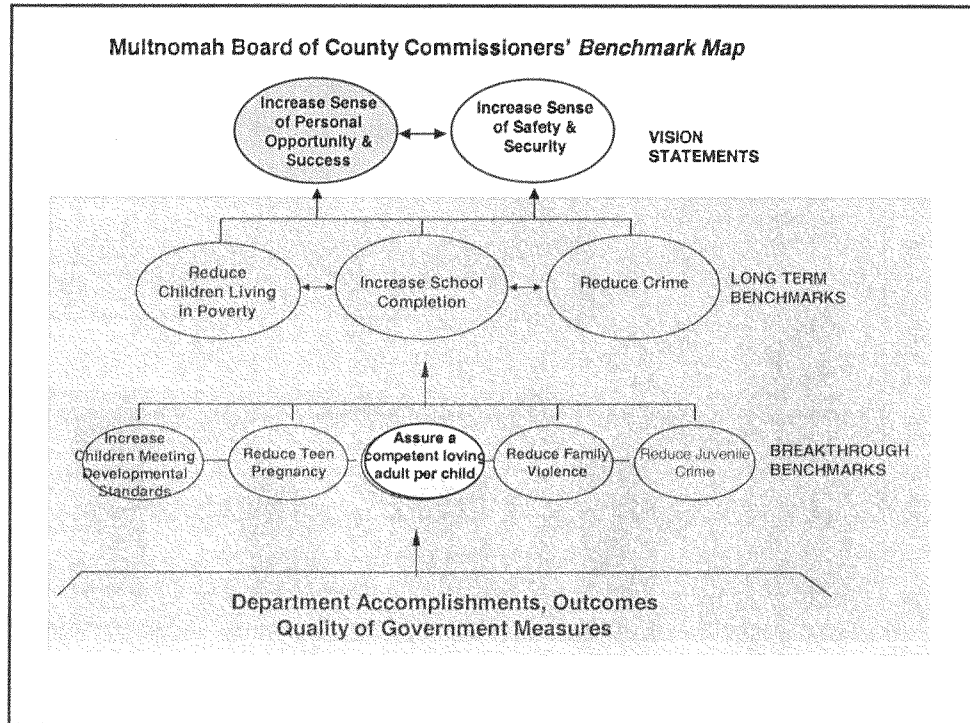 Multnomah Board of County Commissioners' Benchmark Map
Increase Sense
of Personal
Opportunity &
Success
Increase Sense
of Safety &
Security
VISION
STATEMENTS
Reduce
Children Living
in Poverty
Increase School
Completion
Reduce Crime
LONG TERM
BENCHMARKS
Increase
Children Meeting
Developmental
Standards
Reduce Teen
Pregnancy
Assure a
competent loving
adult per child
Reduce Family
Violence
Reduce Juvenile
Crime
BREAKTHROUGH
BENCHMARKS
Department Accomplishments, Outcomes
Quality of Government Measures